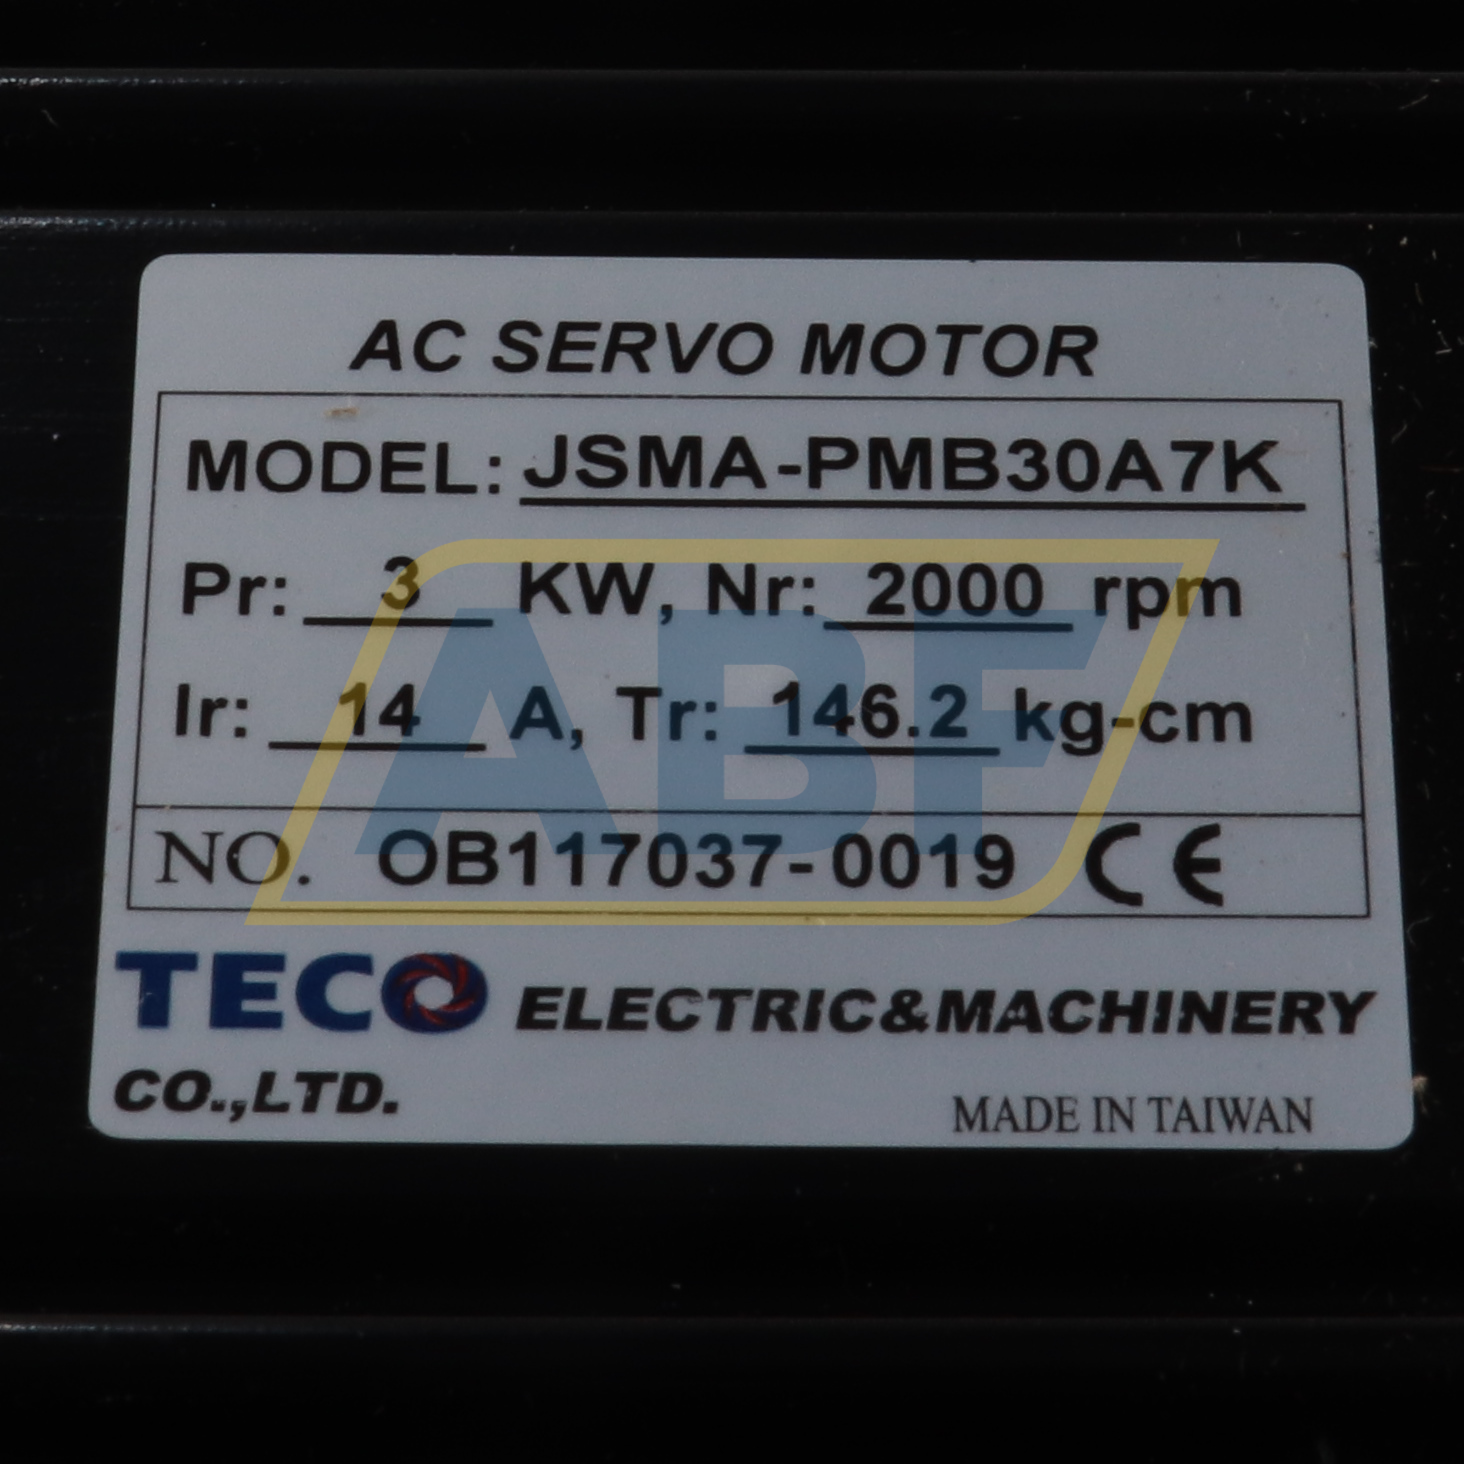 AC SERVO MOTOR
MODEL: JSMA-PMB30A7K
Pr: 3 KW, Nr: 2000 rpm
Ir: 14 A, Tr: 146.2 kg-cm
NO. OB117037-0019 CE
ABF
TECO ELECTRIC&MACHINERY
CO.,LTD.
MADE IN TAIWAN